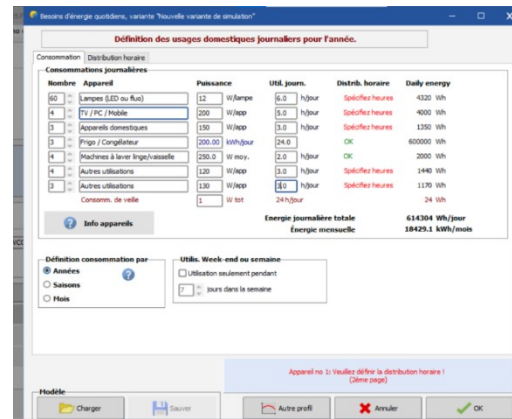 Besoins d'énergie quotidiens, variante "Nouvelle variante de simulation"
Définition des usages domestiques journaliers pour l'année.
Consommation Distribution horaire
Consommations journalières
Nombre Appareil Puissance Util. journ. Distrib. horaire Daily energy
60 Lampes (LED ou fluo) 12 W/lampe 6.0 h/jour Spécifiez heures 4320 Wh
4 TV / PC / Mobile 200 W/app 5.0 h/jour Spécifiez heures 4000 Wh
3 Appareils domestiques 150 W/app 3.0 h/jour Spécifiez heures 1350 Wh
3 Frigo / Congélateur 200.00 kWh/jour 24.0 OK 600000 Wh
4 Machines à laver linge/vaisselle 250.0 W moy. 2.0 h/jour OK 2000 Wh
4 Autres utilisations 120 W/app 3.0 h/jour Spécifiez heures 1440 Wh
3 Autres utilisations 130 W/app 3.0 h/jour Spécifiez heures 1170 Wh
Consomm. de veille 1 W tot 24 h/jour 24 Wh
Info appareils
Energie journalière totale 614304 Wh/jour
Énergie mensuelle 18429.1 kWh/mois
Définition consommation par
Années
Saisons
Mois
Utilis. Week-end ou semaine
Utilisation seulement pendant
7 jours dans la semaine
Appareil no 1: Veuillez définir la distribution horaire !
(2ème page)
Modèle
Charger Sauver Autre profil Annuler OK